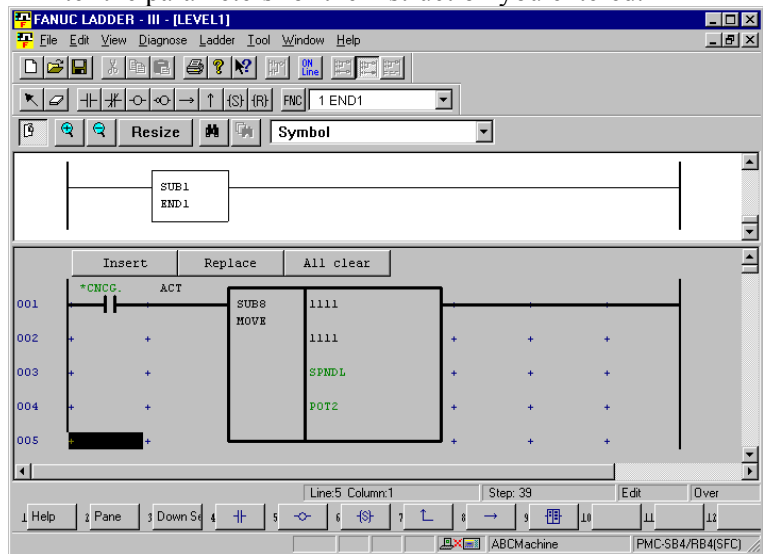 FANUC LADDER - III - [LEVEL1]
File Edit View Diagnose Ladder Tool Window Help
ON Line
{S} {R} FNC 1 END1
Resize Symbol
SUB1
END1
Insert Replace All clear
*CNCG. ACT
001 SUB8 1111
MOVE
002 1111
003 SPNDL
004 POT2
005
Line:5 Column:1 Step: 39 Edit Over
1 Help 2 Pane 3 Down Se 4 5 6 {S} 7 8 9 10 11 12
ABCMachine PMC-SB4/RB4(SFC)